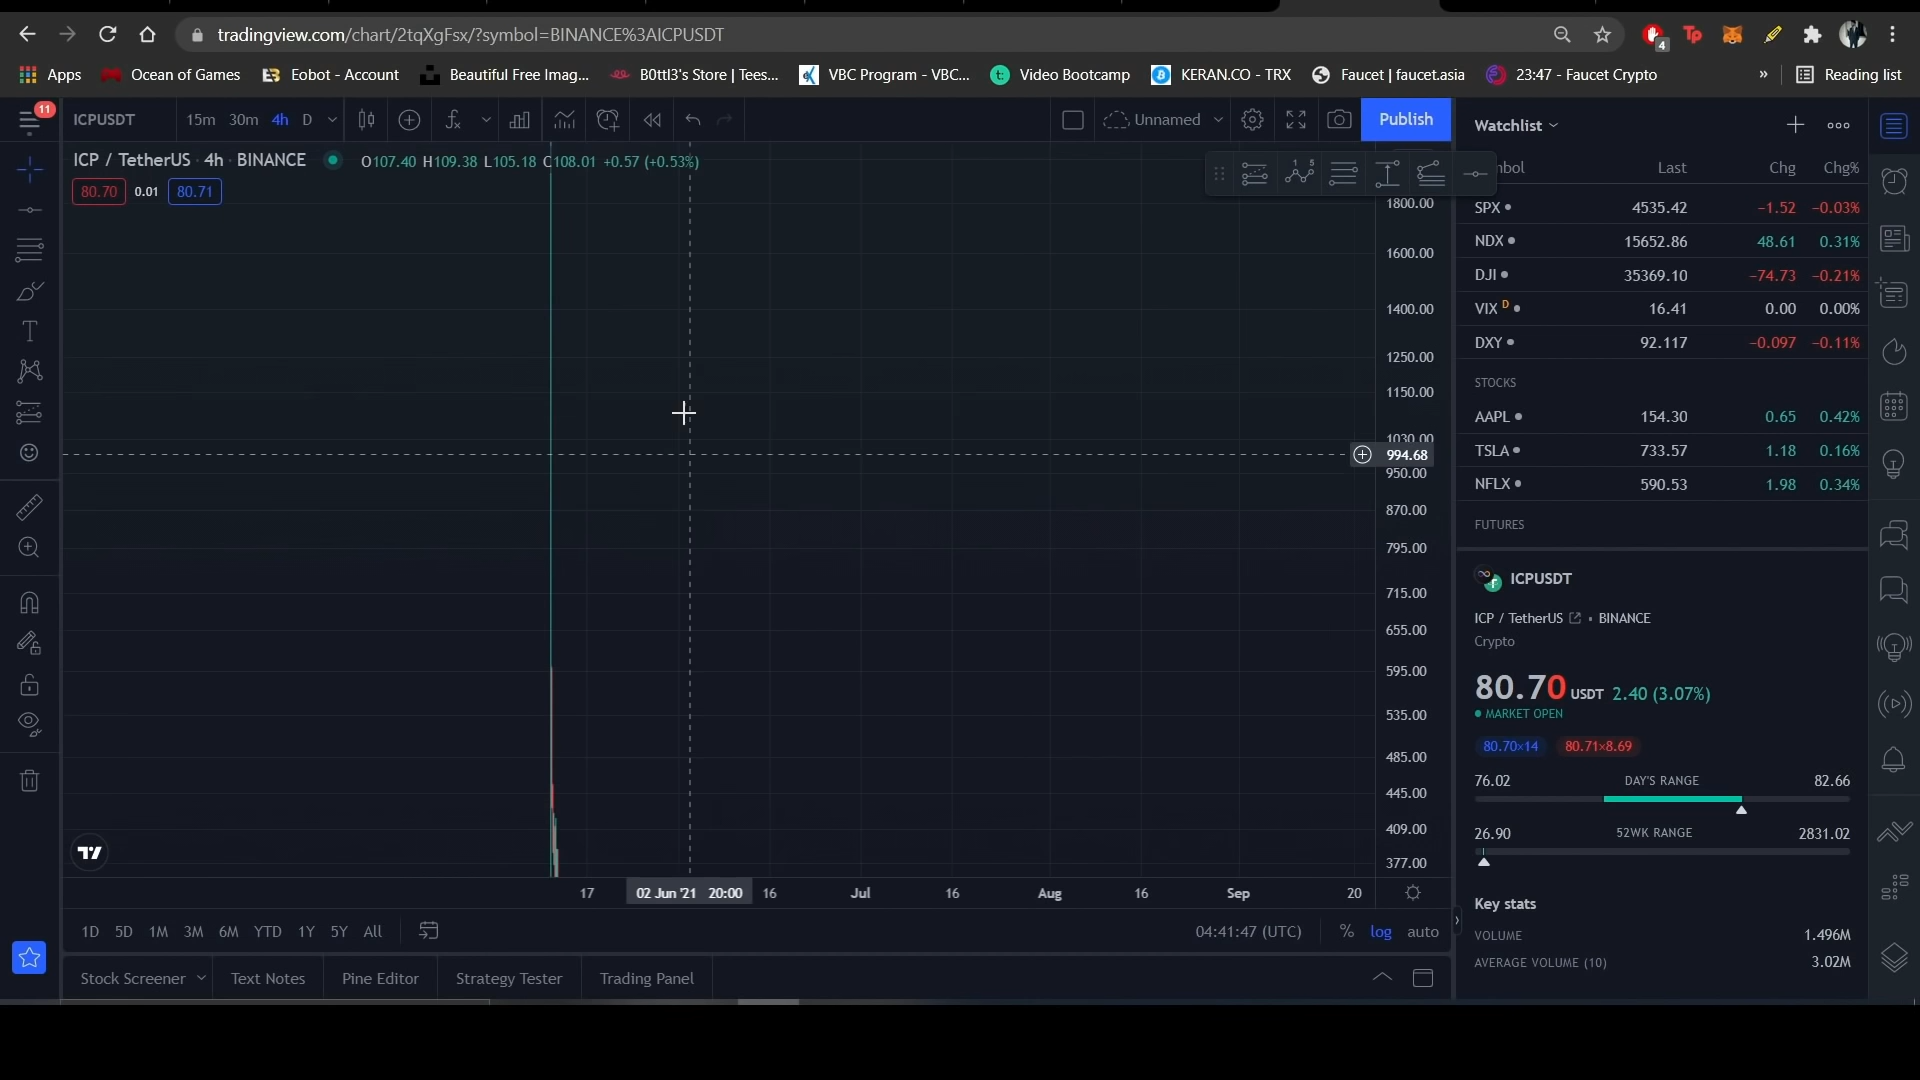 tradingview.com/chart/2tqXgFsx/?symbol=BINANCE%3AICPUSDT
4
Apps
Ocean of Games
Eobot - Account
Beautiful Free Imag...
B0ttl3's Store | Tees...
VBC Program - VBC...
Video Bootcamp
KERAN.CO - TRX
Faucet | faucet.asia
23:47 - Faucet Crypto
»
Reading list
11
ICPUSDT
15m 30m 4h D
Unnamed
Publish
ICP / TetherUS · 4h · BINANCE
O107.40 H109.38 L105.18 C108.01 +0.57 (+0.53%)
80.70 0.01 80.71
1800.00
1600.00
1400.00
1250.00
1150.00
1030.00
994.68
950.00
870.00
795.00
715.00
655.00
595.00
535.00
485.00
445.00
409.00
377.00
17 02 Jun '21 20:00 16 Jul 16 Aug 16 Sep 20
1D 5D 1M 3M 6M YTD 1Y 5Y All
04:41:47 (UTC) % log auto
Stock Screener Text Notes Pine Editor Strategy Tester Trading Panel
Watchlist
mbol Last Chg Chg%
SPX 4535.42 −1.52 −0.03%
NDX 15652.86 48.61 0.31%
DJI 35369.10 −74.73 −0.21%
VIX D 16.41 0.00 0.00%
DXY 92.117 −0.097 −0.11%
STOCKS
AAPL 154.30 0.65 0.42%
TSLA 733.57 1.18 0.16%
NFLX 590.53 1.98 0.34%
FUTURES
ICPUSDT
ICP / TetherUS • BINANCE
Crypto
80.70 USDT 2.40 (3.07%)
MARKET OPEN
80.70×14 80.71×8.69
76.02 DAY'S RANGE 82.66
26.90 52WK RANGE 2831.02
Key stats
VOLUME 1.496M
AVERAGE VOLUME (10) 3.02M